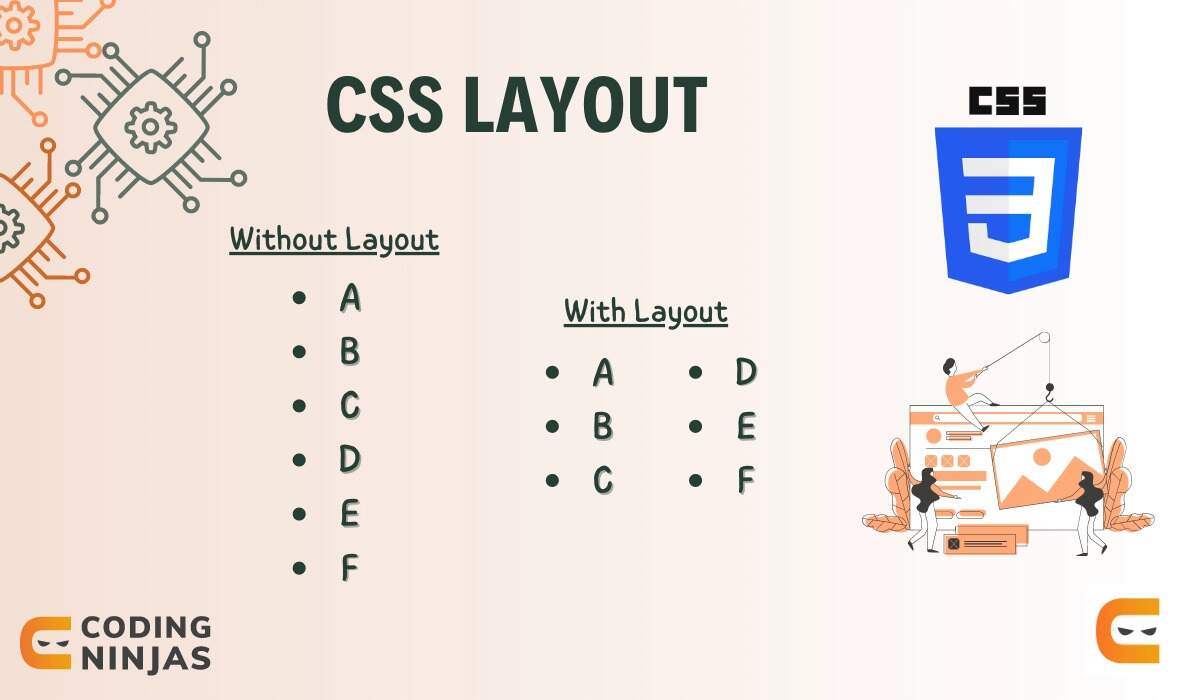 CSS LAYOUT
CSS
Without Layout
• A
• B
• C
• D
• E
• F
With Layout
• A
• B
• C
• D
• E
• F
CODING
NINJAS